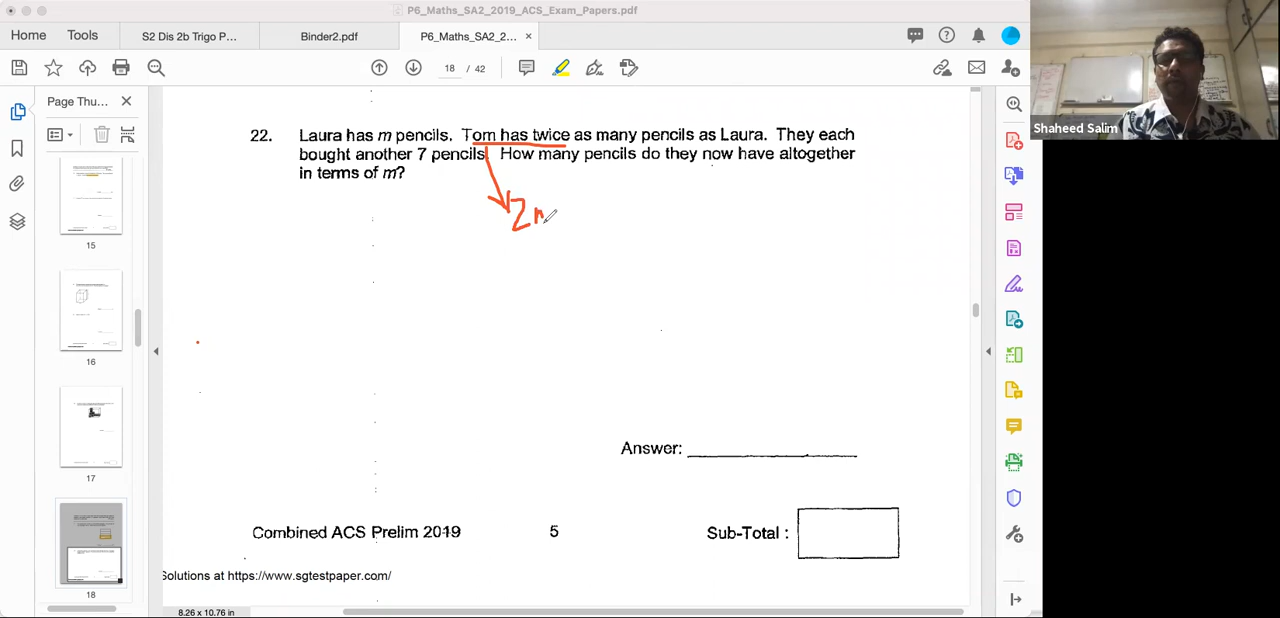 P6_Maths_SA2_2019_ACS_Exam_Papers.pdf
Home Tools S2 Dis 2b Trigo P... Binder2.pdf P6_Maths_SA2_2... ×
18 / 42
Page Thu... ×
Shaheed Salim
15
16
17
18
22. Laura has m pencils. Tom has twice as many pencils as Laura. They each
bought another 7 pencils. How many pencils do they now have altogether
in terms of m?
2m
Answer:
Combined ACS Prelim 2019 5 Sub-Total :
Solutions at https://www.sgtestpaper.com/
8.26 x 10.76 in